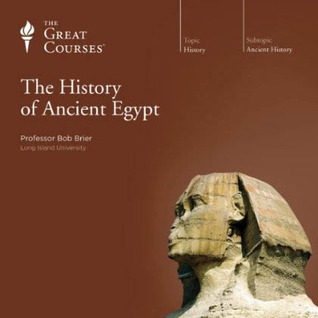 THE
GREAT
COURSES
Topic
History
Subtopic
Ancient History
The History
of Ancient Egypt
Professor Bob Brier
Long Island University